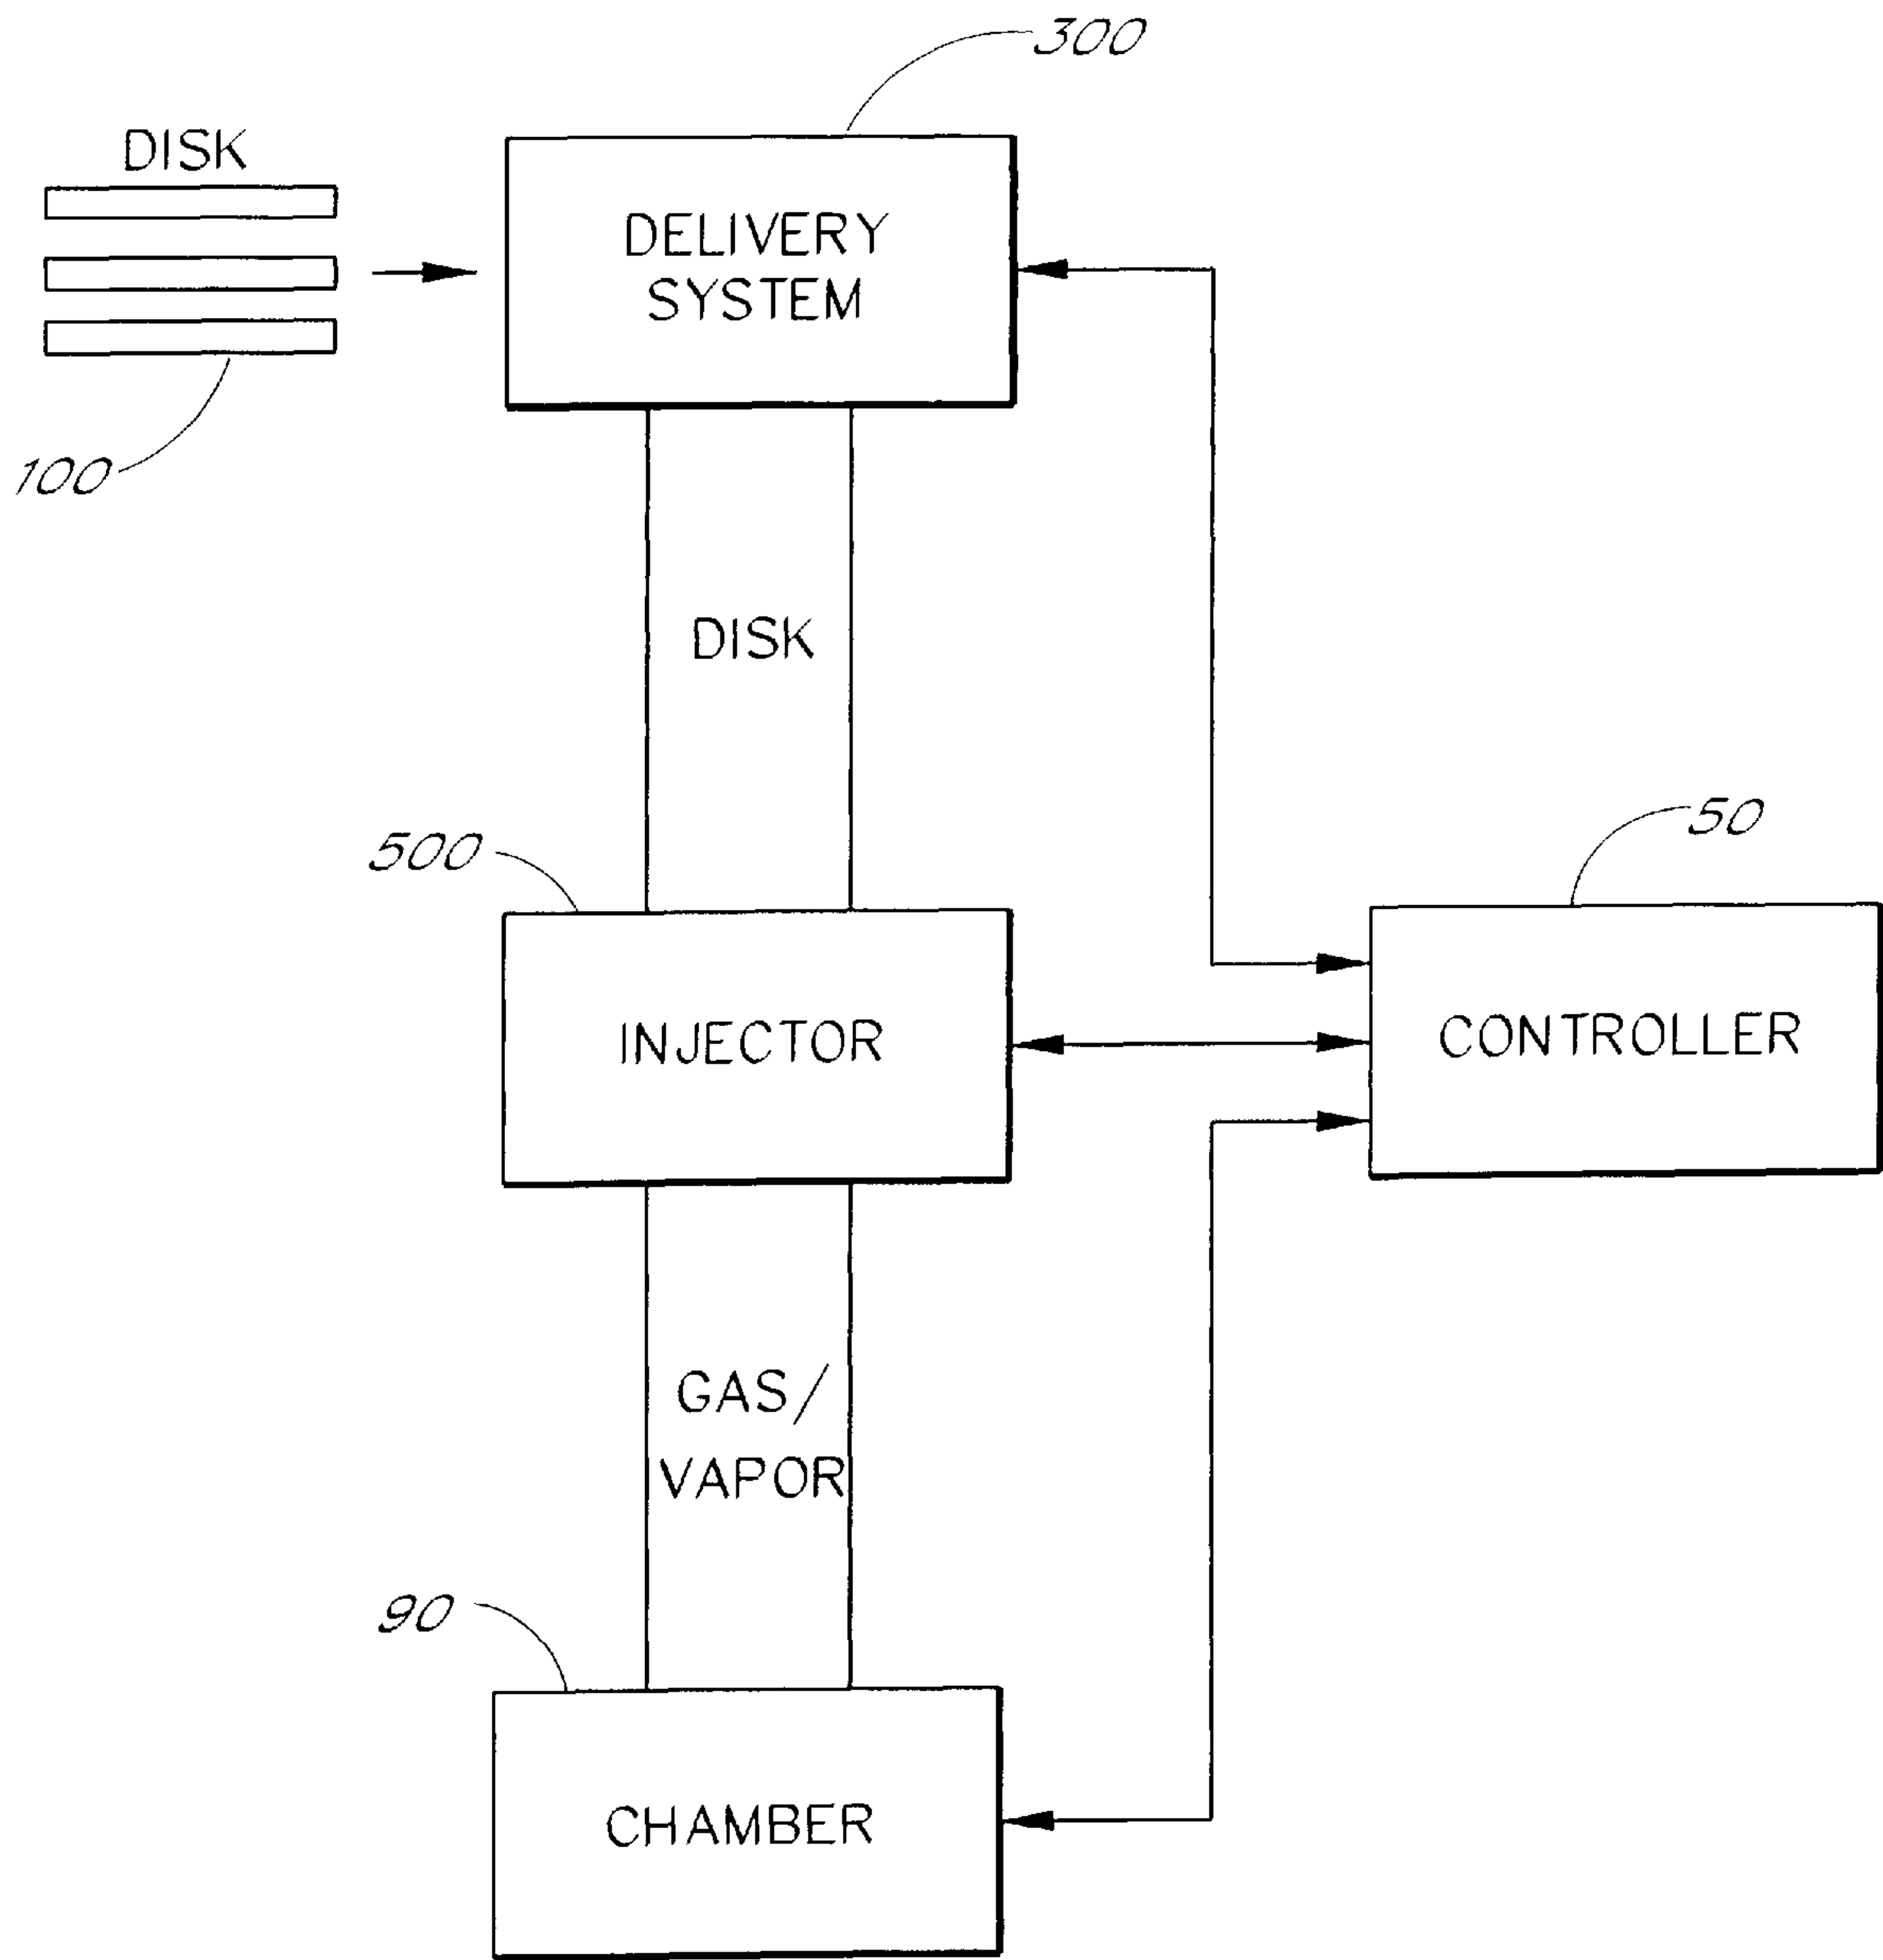 300
DISK
DELIVERY
SYSTEM
100
DISK
500
50
INJECTOR
CONTROLLER
GAS/
VAPOR
90
CHAMBER